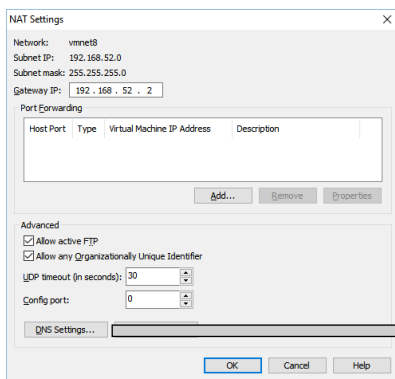 NAT Settings
Network: vmnet8
Subnet IP: 192.168.52.0
Subnet mask: 255.255.255.0
Gateway IP: 192 . 168 . 52 . 2
Port Forwarding
Host Port Type Virtual Machine IP Address Description
Add... Remove Properties
Advanced
Allow active FTP
Allow any Organizationally Unique Identifier
UDP timeout (in seconds): 30
Config port: 0
DNS Settings...
OK Cancel Help